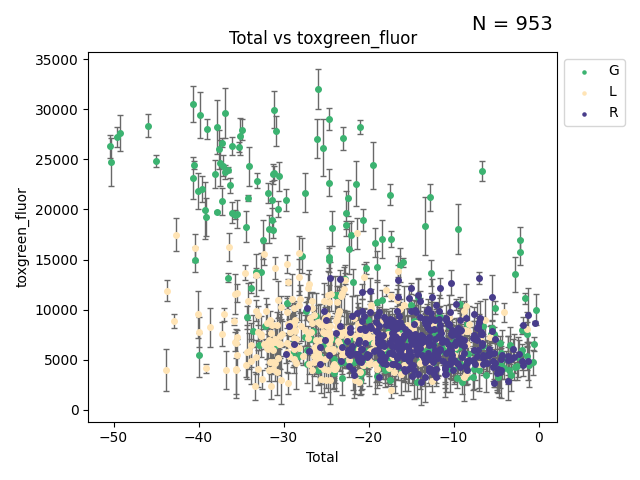 N = 953
Total vs toxgreen_fluor
35000
30000
25000
20000
15000
10000
5000
0
toxgreen_fluor
−50
−40
−30
−20
−10
0
Total
G
L
R